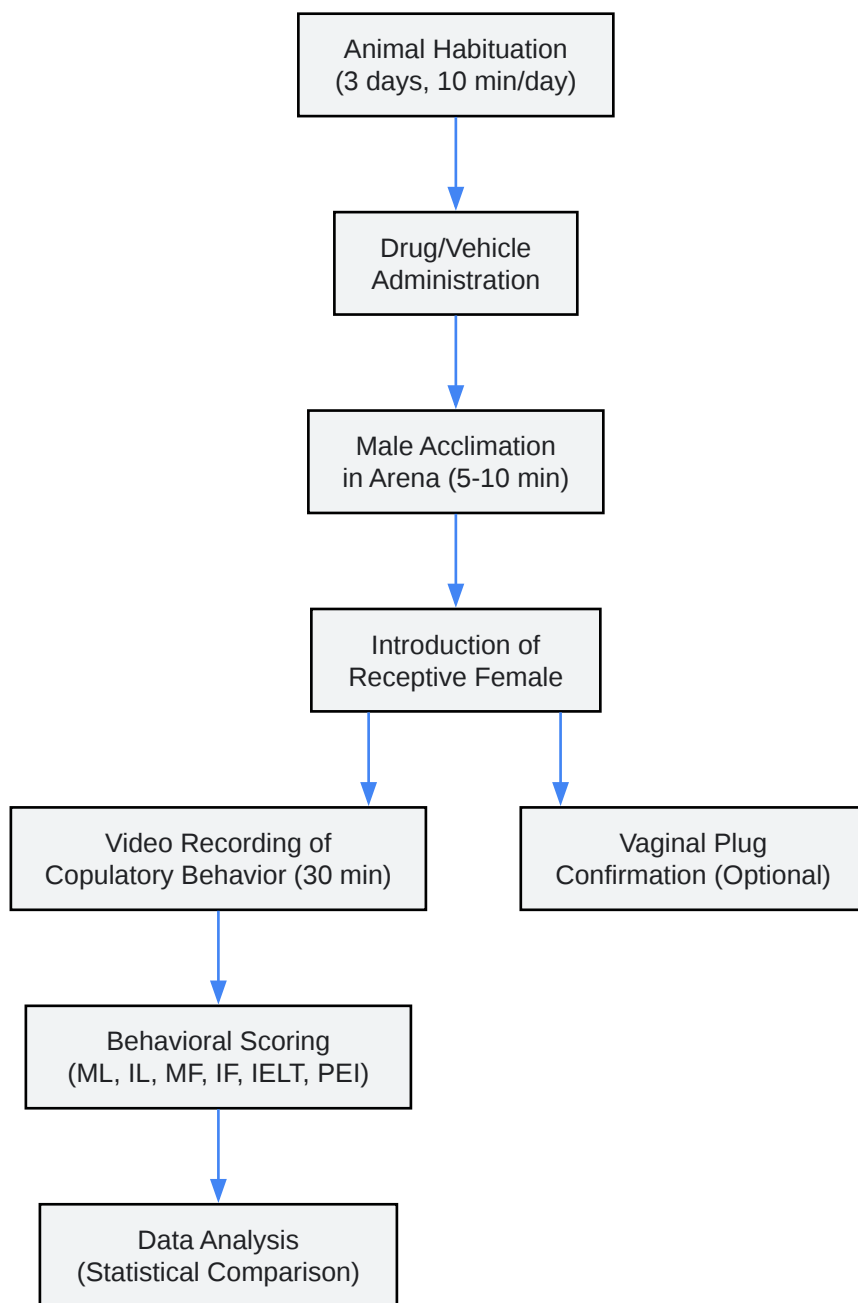 Animal Habituation
(3 days, 10 min/day)
Drug/Vehicle
Administration
Male Acclimation
in Arena (5-10 min)
Introduction of
Receptive Female
Video Recording of
Copulatory Behavior (30 min)
Vaginal Plug
Confirmation (Optional)
Behavioral Scoring
(ML, IL, MF, IF, IELT, PEI)
Data Analysis
(Statistical Comparison)